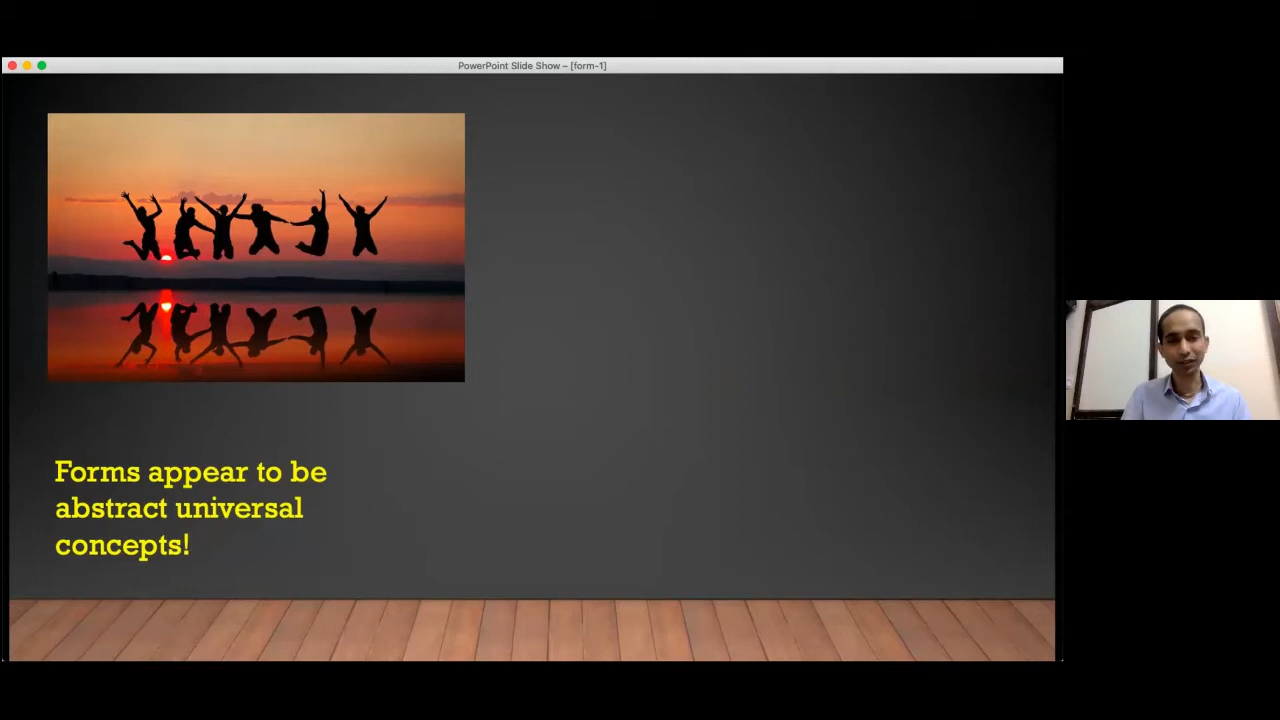 PowerPoint Slide Show – [form-1]
Forms appear to be
abstract universal
concepts!